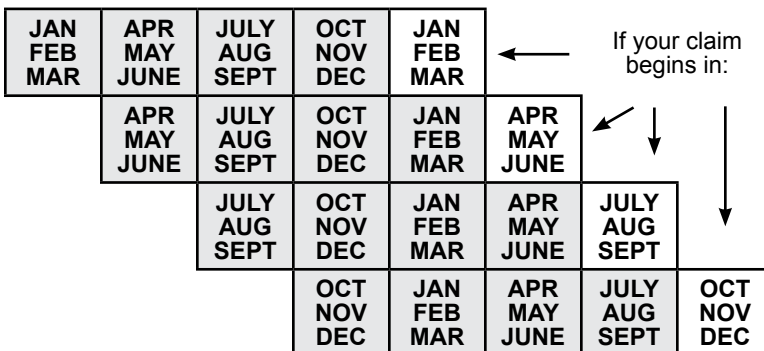 JAN APR JULY OCT JAN
FEB MAY AUG NOV FEB
MAR JUNE SEPT DEC MAR
If your claim
begins in:
APR JULY OCT JAN APR
MAY AUG NOV FEB MAY
JUNE SEPT DEC MAR JUNE
JULY OCT JAN APR JULY
AUG NOV FEB MAY AUG
SEPT DEC MAR JUNE SEPT
OCT JAN APR JULY OCT
NOV FEB MAY AUG NOV
DEC MAR JUNE SEPT DEC